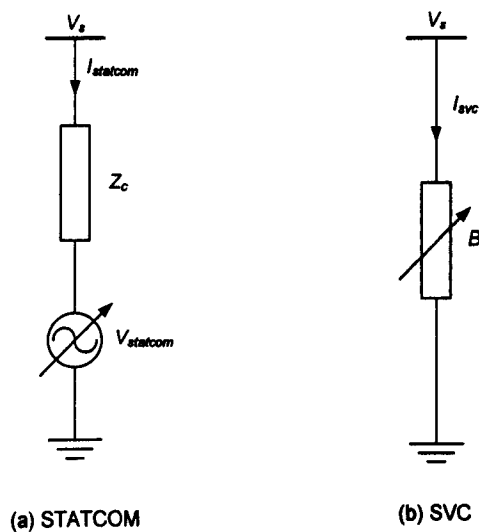 Vs
Istatcom
Zc
Vstatcom
(a) STATCOM
Vs
Isvc
B
(b) SVC